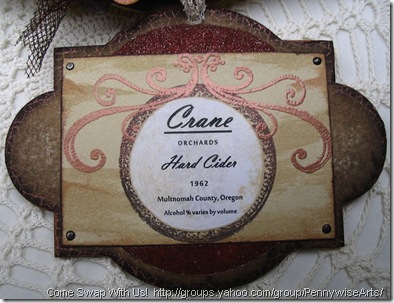 Crane
ORCHARDS
Hard Cider
1962
Multnomah County, Oregon
Alcohol % varies by volume
Come Swap With Us! http://groups.yahoo.com/group/PennywiseArts/